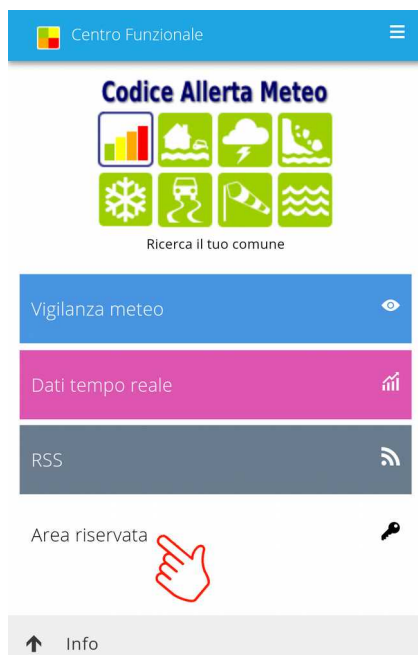 Centro Funzionale
Codice Allerta Meteo
Ricerca il tuo comune
Vigilanza meteo
Dati tempo reale
RSS
Area riservata
Info